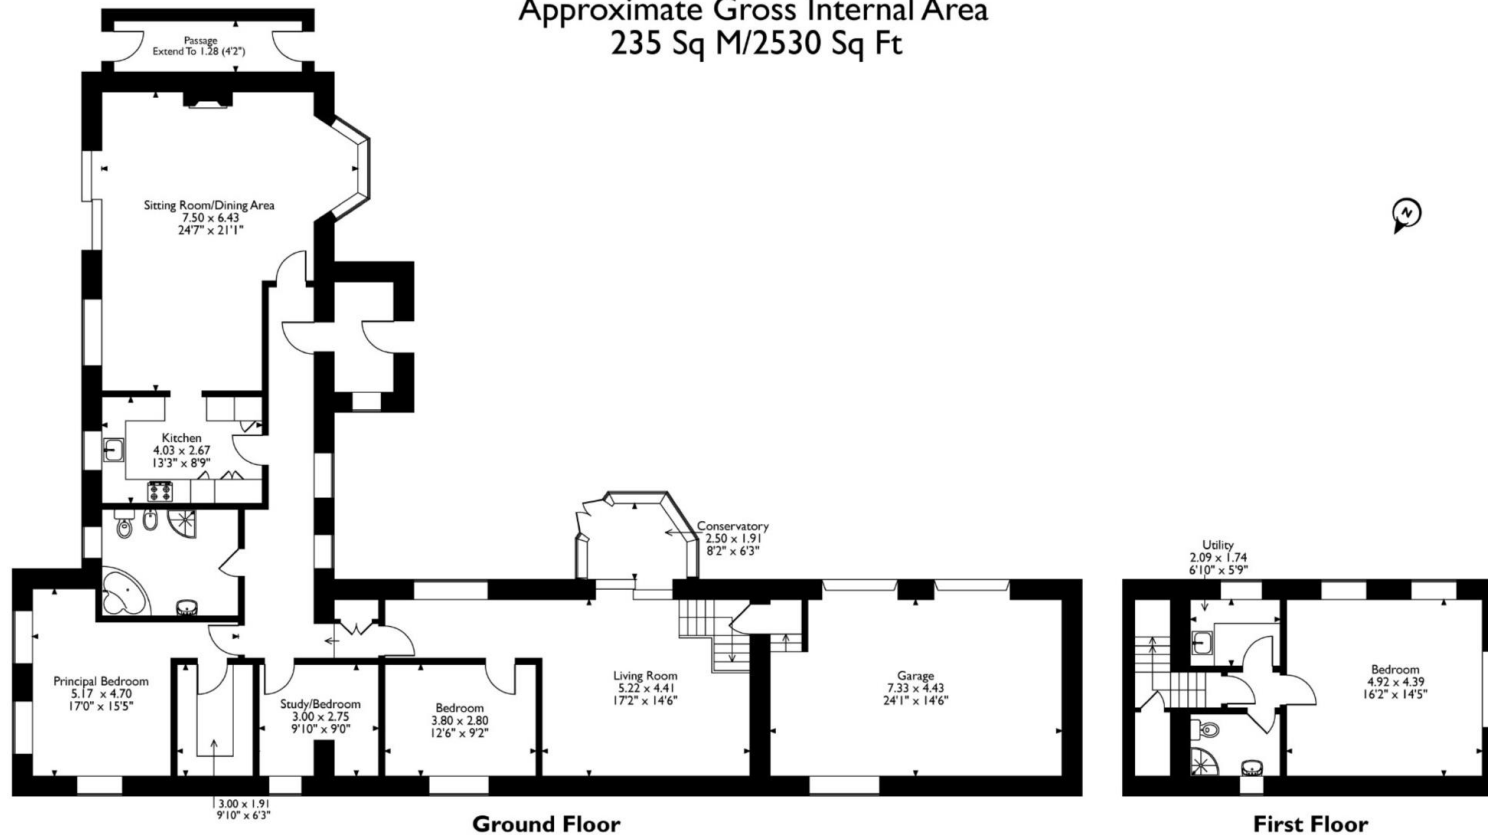 Approximate Gross Internal Area
235 Sq M/2530 Sq Ft
Passage
Extend To 1.28 (4'2")
Sitting Room/Dining Area
7.50 x 6.43
24'7" x 21'1"
N
Kitchen
4.03 x 2.67
13'3" x 8'9"
Conservatory
2.50 x 1.91
8'2" x 6'3"
Utility
2.09 x 1.74
6'10" x 5'9"
Principal Bedroom
5.17 x 4.70
17'0" x 15'5"
Study/Bedroom
3.00 x 2.75
9'10" x 9'0"
Bedroom
3.80 x 2.80
12'6" x 9'2"
Living Room
5.22 x 4.41
17'2" x 14'6"
Garage
7.33 x 4.43
24'1" x 14'6"
Bedroom
4.92 x 4.39
16'2" x 14'5"
3.00 x 1.91
9'10" x 6'3"
Ground Floor
First Floor